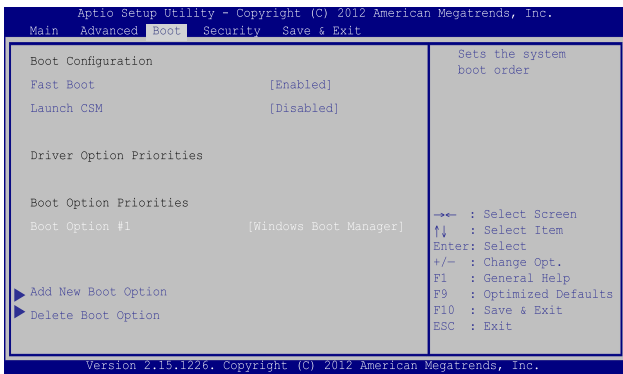 Aptio Setup Utility - Copyright (C) 2012 American Megatrends, Inc.
Main Advanced Boot Security Save & Exit
Boot Configuration
Fast Boot [Enabled]
Launch CSM [Disabled]
Driver Option Priorities
Boot Option Priorities
Boot Option #1 [Windows Boot Manager]
Add New Boot Option
Delete Boot Option
Sets the system
boot order
→← : Select Screen
↑↓ : Select Item
Enter: Select
+/— : Change Opt.
F1 : General Help
F9 : Optimized Defaults
F10 : Save & Exit
ESC : Exit
Version 2.15.1226. Copyright (C) 2012 American Megatrends, Inc.